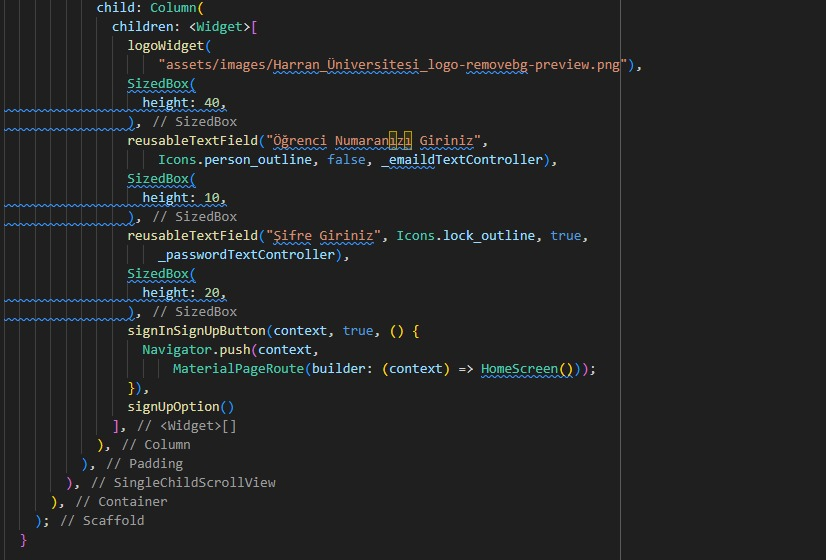 child: Column(
children: <Widget>[
logoWidget(
"assets/images/Harran_Üniversitesi_logo-removebg-preview.png"),
SizedBox(
height: 40,
), // SizedBox
reusableTextField("Öğrenci Numaranızı Giriniz",
Icons.person_outline, false, _emaildTextController),
SizedBox(
height: 10,
), // SizedBox
reusableTextField("Şifre Giriniz", Icons.lock_outline, true,
_passwordTextController),
SizedBox(
height: 20,
), // SizedBox
signInSignUpButton(context, true, () {
Navigator.push(context,
MaterialPageRoute(builder: (context) => HomeScreen()));
}),
signUpOption()
], // <Widget>[]
), // Column
), // Padding
), // SingleChildScrollView
), // Container
); // Scaffold
}